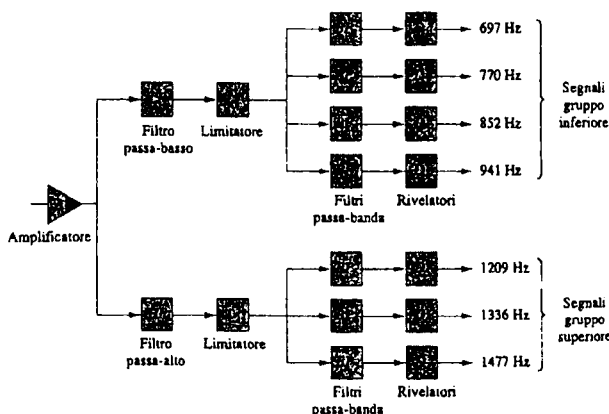 697 Hz
770 Hz
852 Hz
941 Hz
Segnali
gruppo
inferiore
Filtro
passa-basso
Limitatore
Filtri
passa-banda
Rivelatori
Amplificatore
1209 Hz
1336 Hz
1477 Hz
Segnali
gruppo
superiore
Filtro
passa-alto
Limitatore
Filtri
passa-banda
Rivelatori